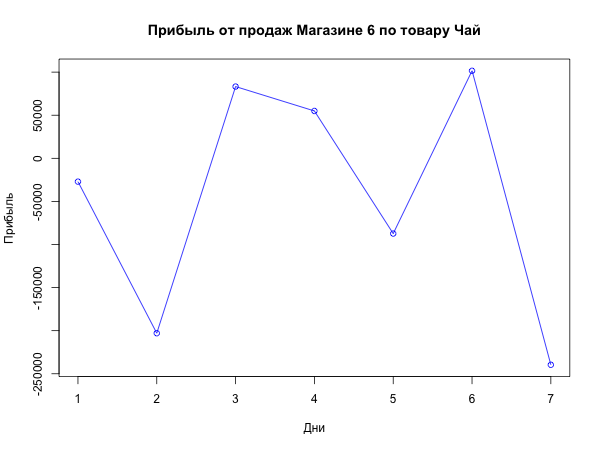 Прибыль от продаж Магазине 6 по товару Чай
Прибыль
50000
0
-50000
-150000
-250000
1 2 3 4 5 6 7
Дни